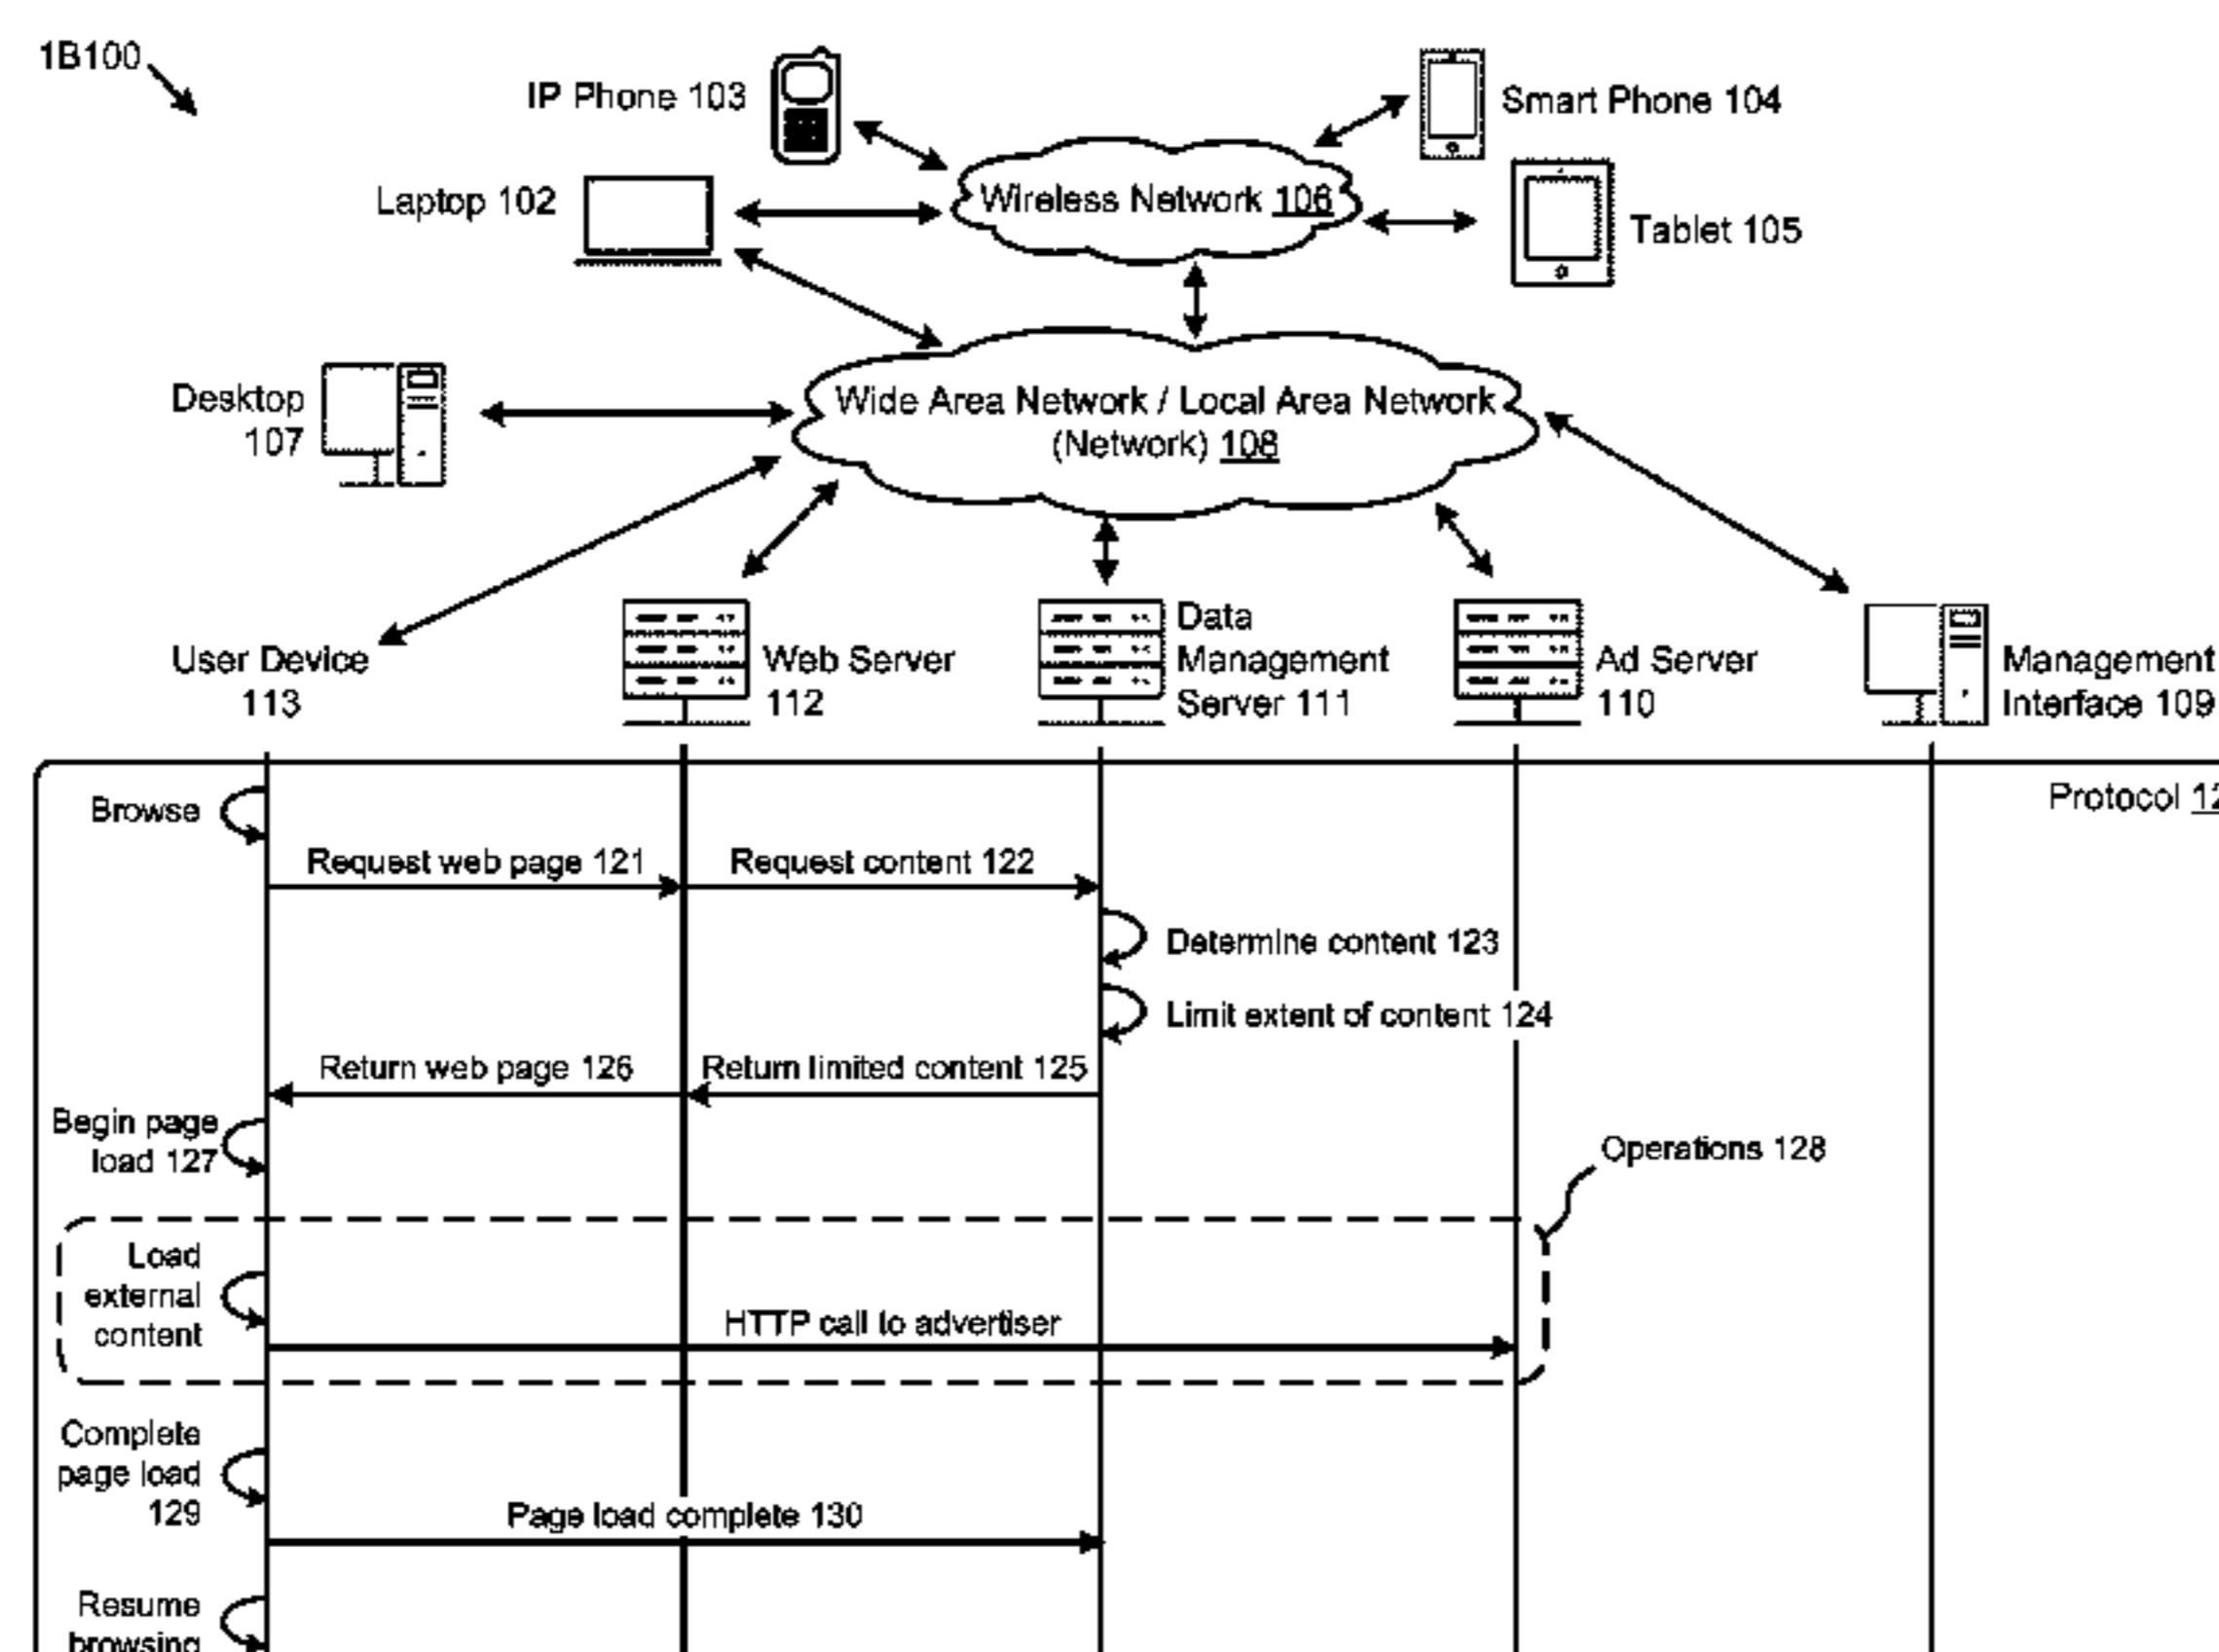 1B100
IP Phone 103
Smart Phone 104
Laptop 102
Wireless Network 106
Tablet 105
Desktop
107
Wide Area Network / Local Area Network
(Network) 108
User Device
113
Web Server
112
Data
Management
Server 111
Ad Server
110
Management
Interface 109
Protocol
Browse
Request web page 121
Request content 122
Determine content 123
Limit extent of content 124
Return web page 126
Return limited content 125
Begin page
load 127
Operations 128
Load
external
content
HTTP call to advertiser
Complete
page load
129
Page load complete 130
Resume
browsing